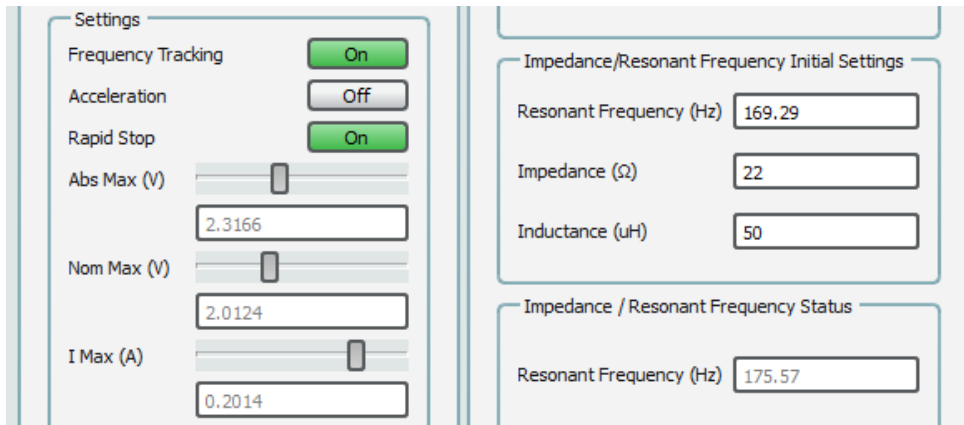 Settings
Frequency Tracking On
Acceleration Off
Rapid Stop On
Abs Max (V)
2.3166
Nom Max (V)
2.0124
I Max (A)
0.2014
Impedance/Resonant Frequency Initial Settings
Resonant Frequency (Hz) 169.29
Impedance (Ω) 22
Inductance (uH) 50
Impedance / Resonant Frequency Status
Resonant Frequency (Hz) 175.57